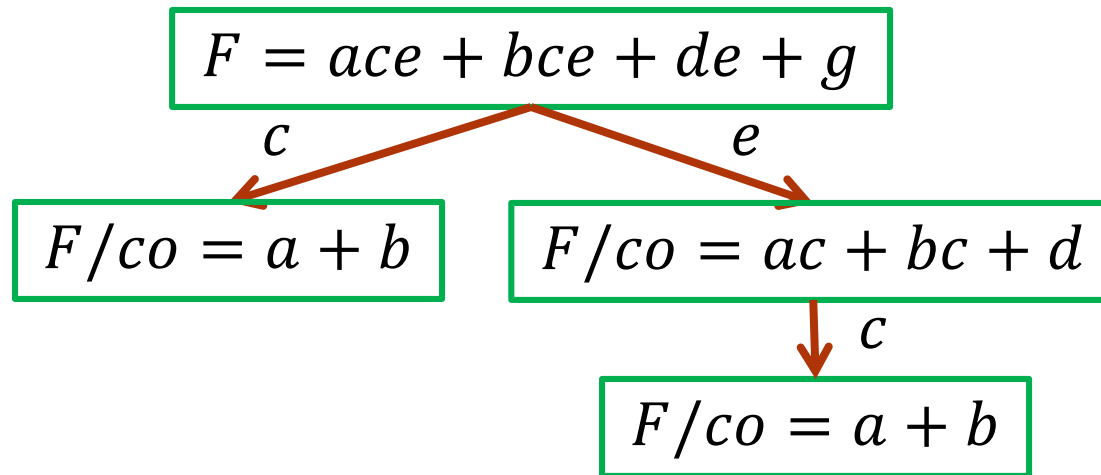 F = ace + bce + de + g
c
e
F/co = a + b
F/co = ac + bc + d
c
F/co = a + b